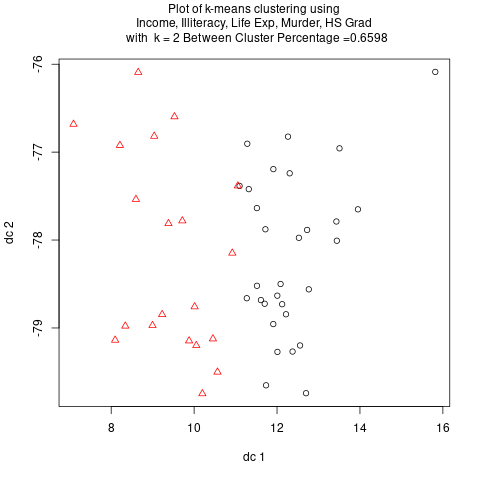 Plot of k-means clustering using
Income, Illiteracy, Life Exp, Murder, HS Grad
with k = 2 Between Cluster Percentage =0.6598
-76
-77
-78
-79
dc 2
8 10 12 14 16
dc 1